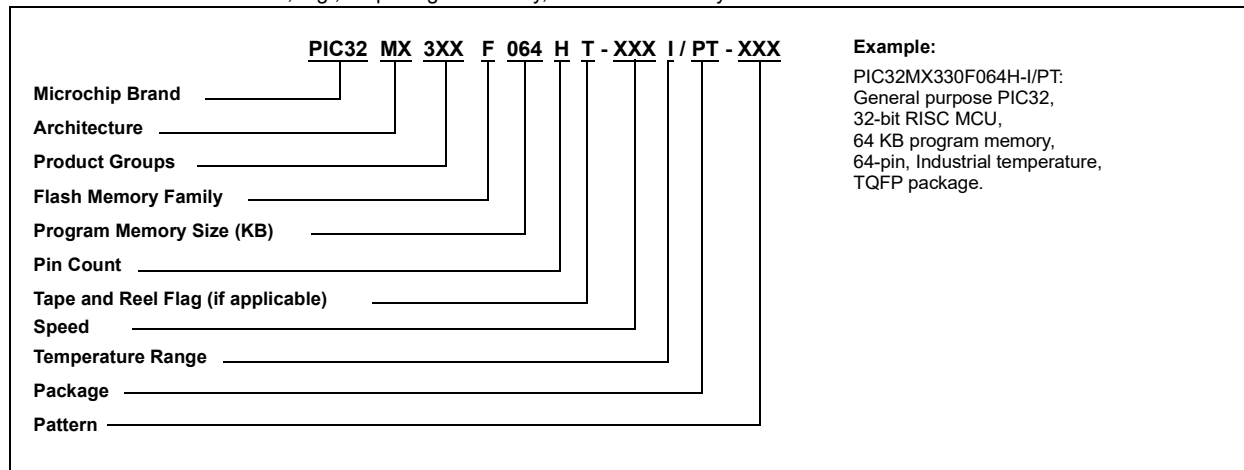 PIC32 MX 3XX F 064 H T - XXX I / PT - XXX
Microchip Brand
Architecture
Product Groups
Flash Memory Family
Program Memory Size (KB)
Pin Count
Tape and Reel Flag (if applicable)
Speed
Temperature Range
Package
Pattern
Example:
PIC32MX330F064H-I/PT:
General purpose PIC32,
32-bit RISC MCU,
64 KB program memory,
64-pin, Industrial temperature,
TQFP package.